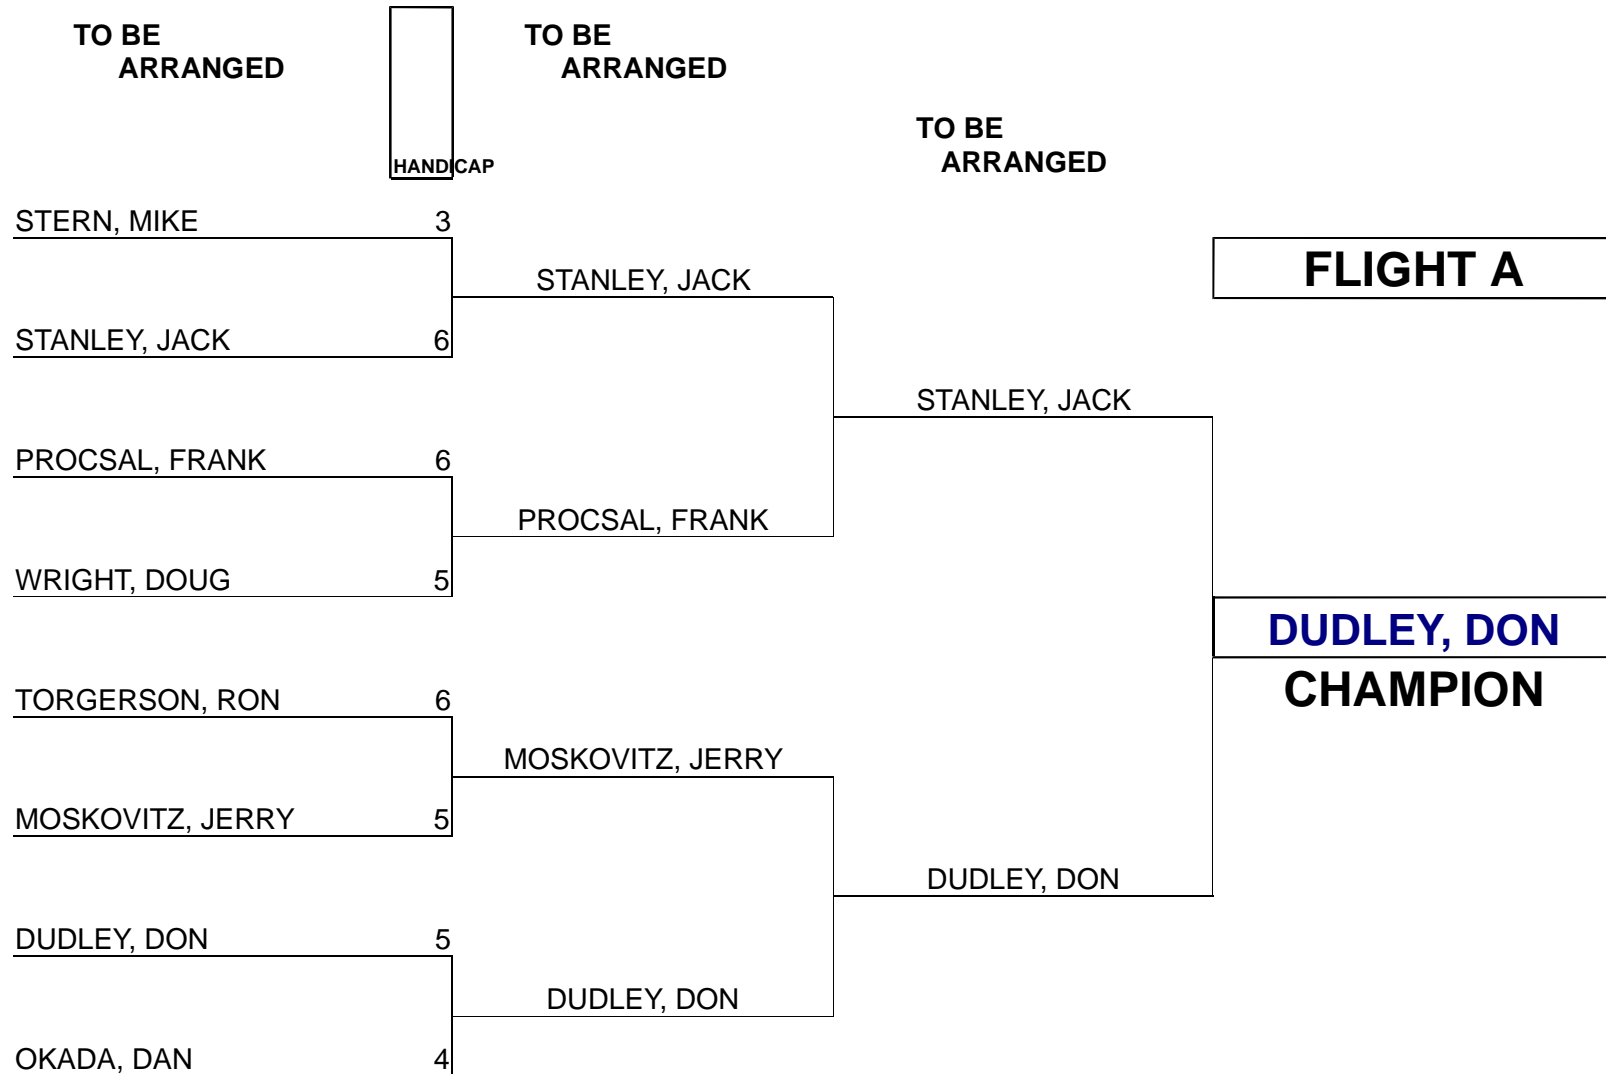 TO BE
ARRANGED
TO BE
ARRANGED
TO BE
ARRANGED
HANDICAP
STERN, MIKE 3
FLIGHT A
STANLEY, JACK
STANLEY, JACK 6
STANLEY, JACK
PROCSAL, FRANK 6
PROCSAL, FRANK
WRIGHT, DOUG 5
DUDLEY, DON
CHAMPION
TORGERSON, RON 6
MOSKOVITZ, JERRY
MOSKOVITZ, JERRY 5
DUDLEY, DON
DUDLEY, DON 5
DUDLEY, DON
OKADA, DAN 4